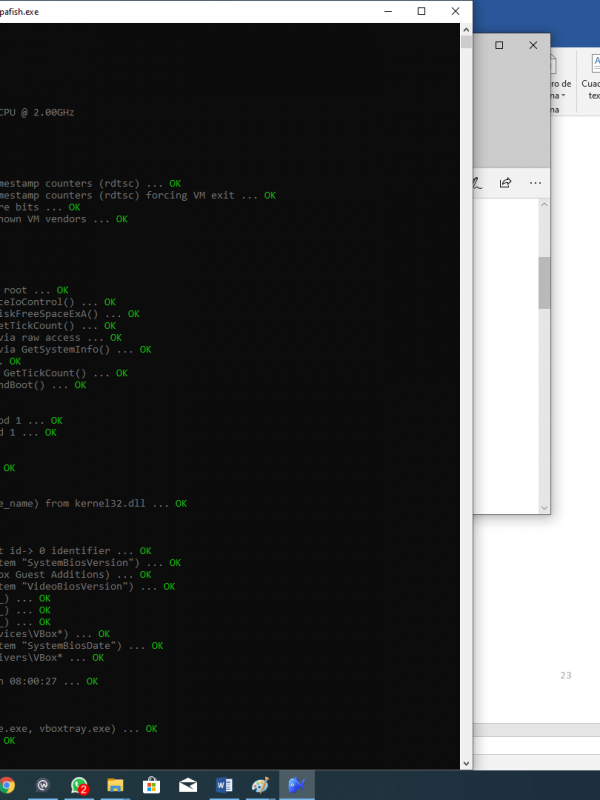 pafish.exe
CPU @ 2.00GHz
mestamp counters (rdtsc) ... OK
mestamp counters (rdtsc) forcing VM exit ... OK
re bits ... OK
nown VM vendors ... OK
root ... OK
ceIoControl() ... OK
iskFreeSpaceExA() ... OK
etTickCount() ... OK
via raw access ... OK
via GetSystemInfo() ... OK
. OK
GetTickCount() ... OK
ndBoot() ... OK
od 1 ... OK
d 1 ... OK
OK
e_name) from kernel32.dll ... OK
t id-> 0 identifier ... OK
tem "SystemBiosVersion") ... OK
ox Guest Additions) ... OK
tem "VideoBiosVersion") ... OK
_) ... OK
_) ... OK
_) ... OK
vices\VBox*) ... OK
tem "SystemBiosDate") ... OK
ivers\VBox* ... OK
n 08:00:27 ... OK
e.exe, vboxtray.exe) ... OK
OK
ro de
na
na
Cuad
tex
23
2